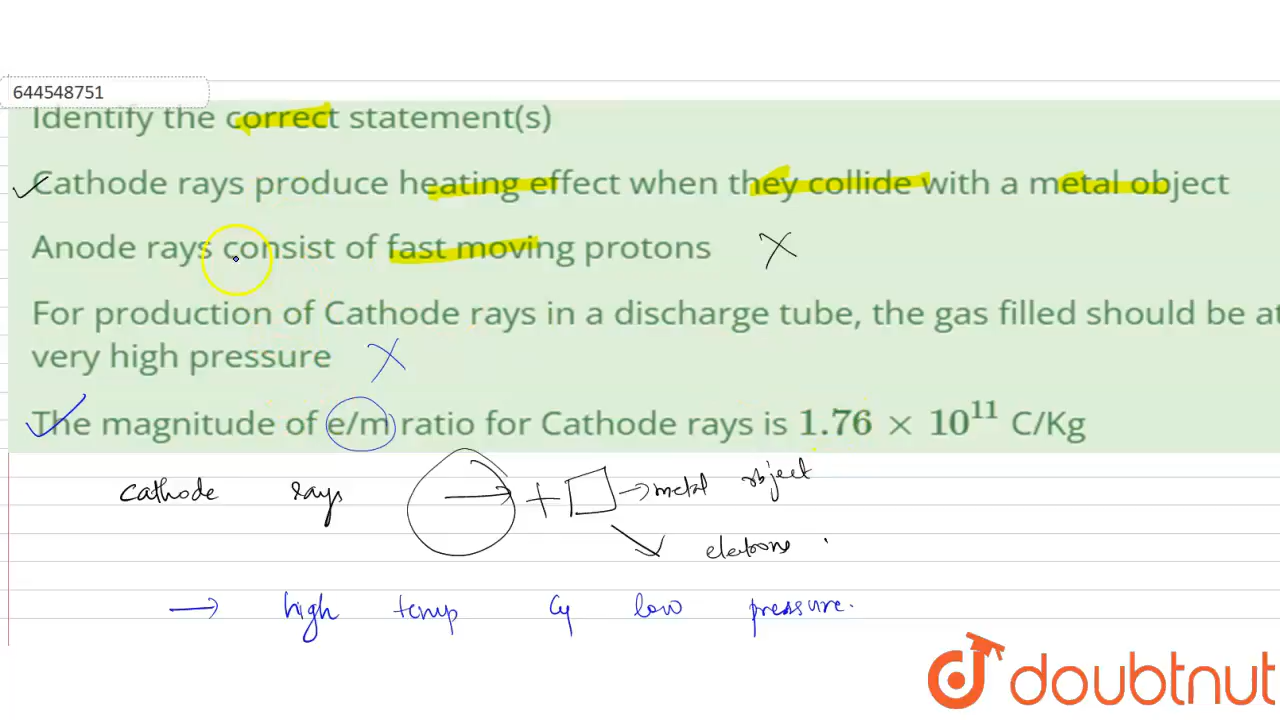 644548751
Identify the correct statement(s)
Cathode rays produce heating effect when they collide with a metal object
Anode rays consist of fast moving protons
For production of Cathode rays in a discharge tube, the gas filled should be at
very high pressure
The magnitude of e/m ratio for Cathode rays is 1.76 × 10¹¹ C/Kg
cathode rays + → metal object
eletrons
→ high temp low pressure.
doubtnut